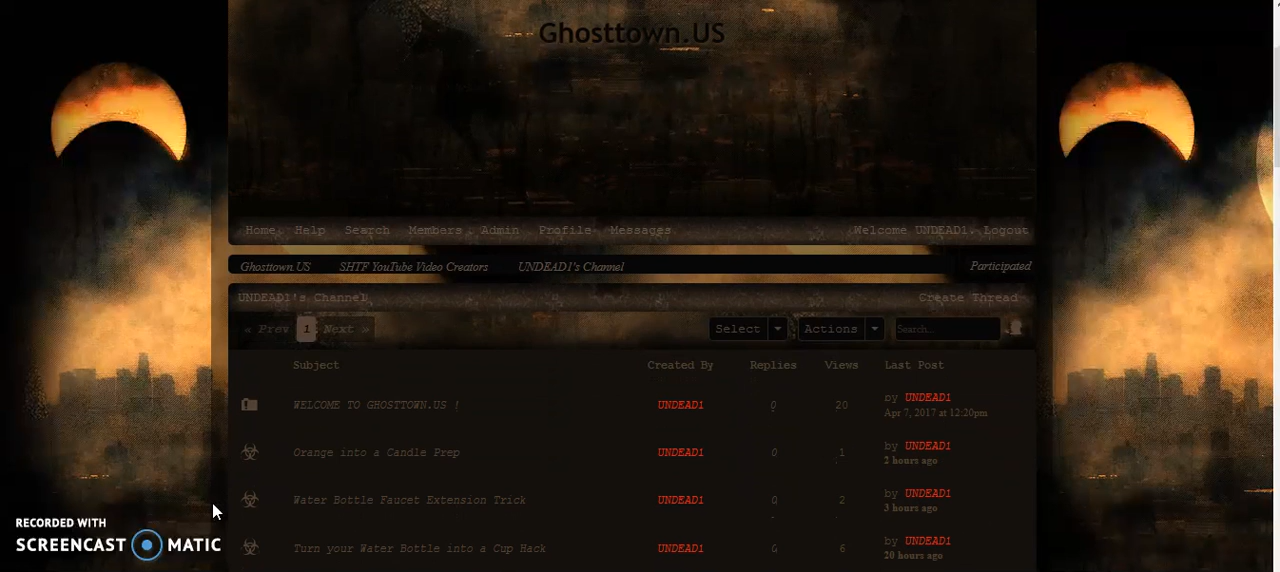 Ghosttown.US
Home Help Search Members Admin Profile Messages Welcome UNDEAD1. Logout
Ghosttown.US SHTF YouTube Video Creators UNDEAD1's Channel Participated
UNDEAD1's Channel Create Thread
« Prev 1 Next » Select Actions Search...
Subject Created By Replies Views Last Post
WELCOME TO GHOSTTOWN.US ! UNDEAD1 0 20 by UNDEAD1
Apr 7, 2017 at 12:20pm
Orange into a Candle Prep UNDEAD1 0 1 by UNDEAD1
2 hours ago
Water Bottle Faucet Extension Trick UNDEAD1 0 2 by UNDEAD1
3 hours ago
Turn your Water Bottle into a Cup Hack UNDEAD1 0 6 by UNDEAD1
20 hours ago
RECORDED WITH
SCREENCAST MATIC